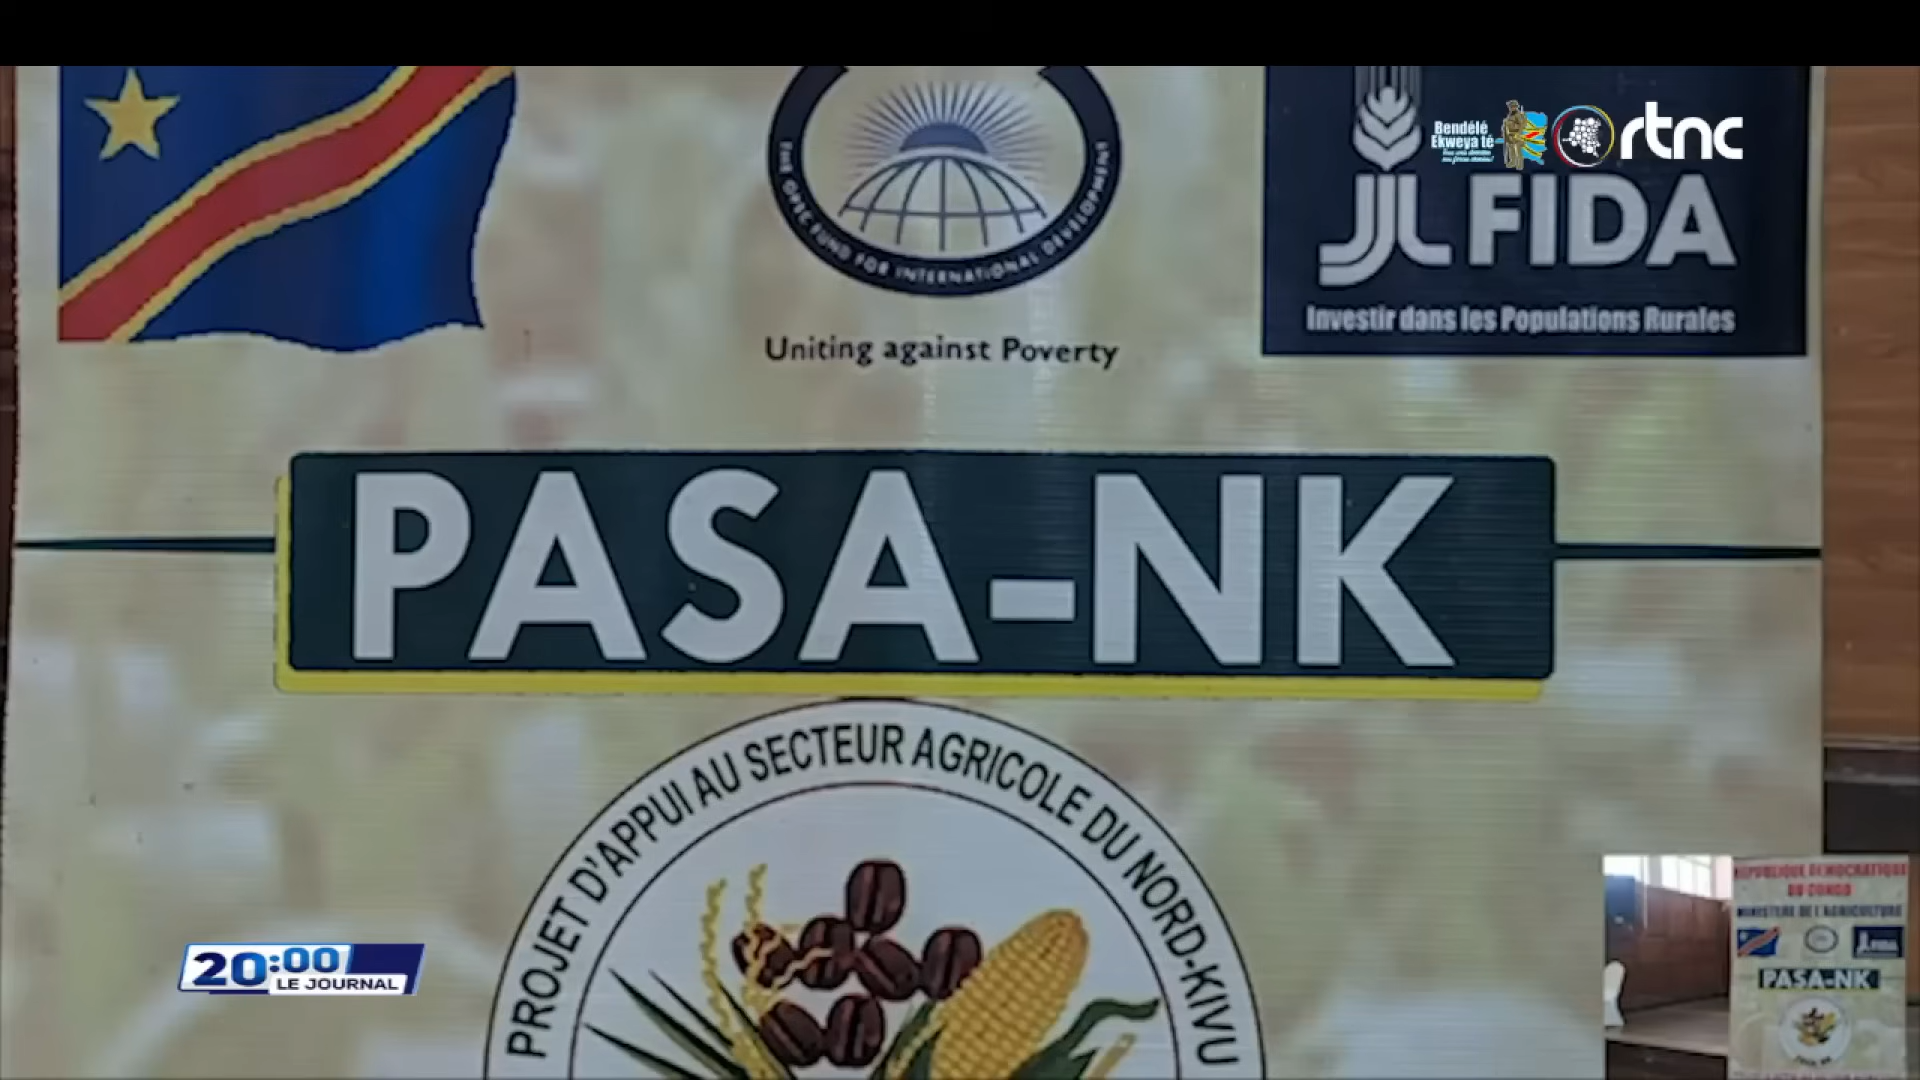 THE OPEC FUND FOR INTERNATIONAL DEVELOPMENT
Uniting against Poverty
FIDA
Investir dans les Populations Rurales
Bendélé
Ekweya té
rtnc
PASA-NK
PROJET D'APPUI AU SECTEUR AGRICOLE DU NORD-KIVU
20:00
LE JOURNAL
REPUBLIQUE DEMOCRATIQUE
DU CONGO
MINISTERE DE L'AGRICULTURE
PASA-NK